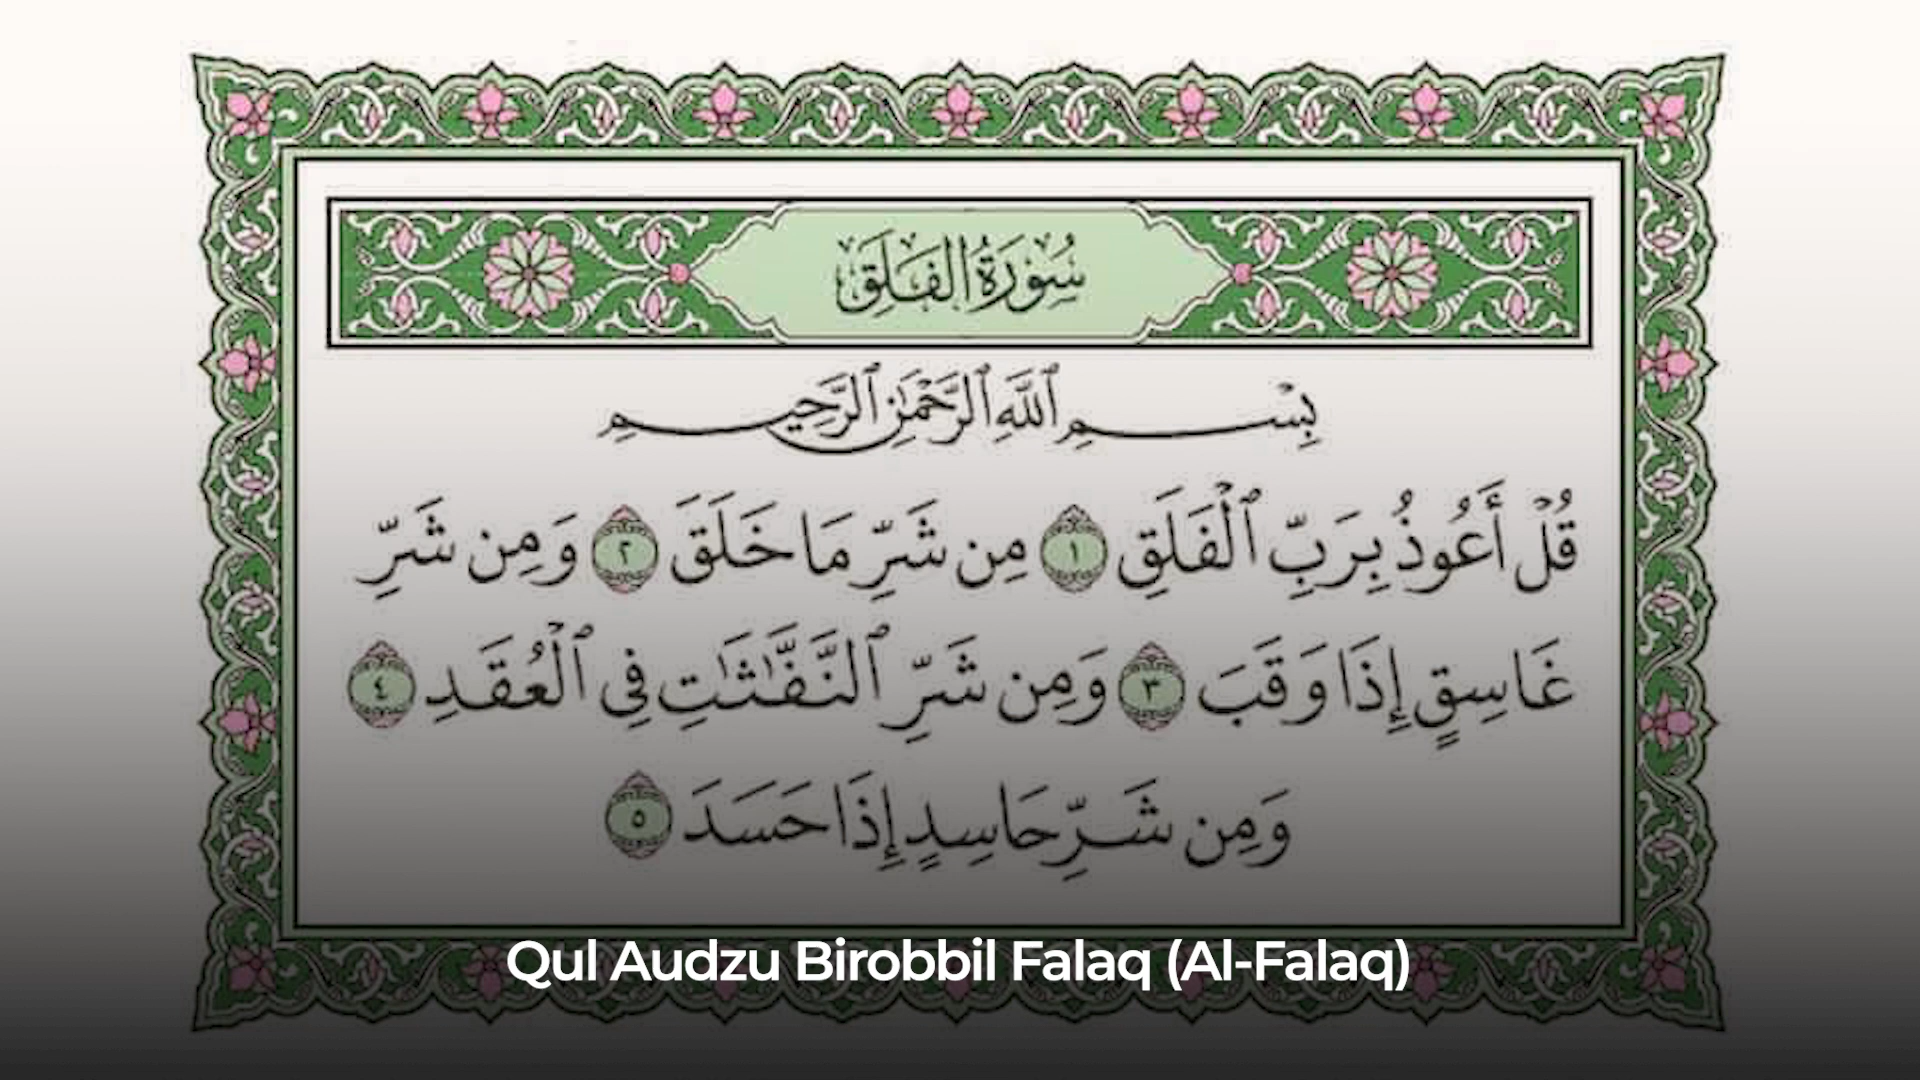 سُورَةُ الفَلَقِ
بِسْمِ ٱللَّهِ ٱلرَّحْمَٰنِ ٱلرَّحِيمِ
قُلْ أَعُوذُ بِرَبِّ ٱلْفَلَقِ ١ مِن شَرِّ مَا خَلَقَ ٢ وَمِن شَرِّ
غَاسِقٍ إِذَا وَقَبَ ٣ وَمِن شَرِّ ٱلنَّفَّٰثَٰتِ فِى ٱلْعُقَدِ ٤
وَمِن شَرِّ حَاسِدٍ إِذَا حَسَدَ ٥
Qul Audzu Birobbil Falaq (Al-Falaq)